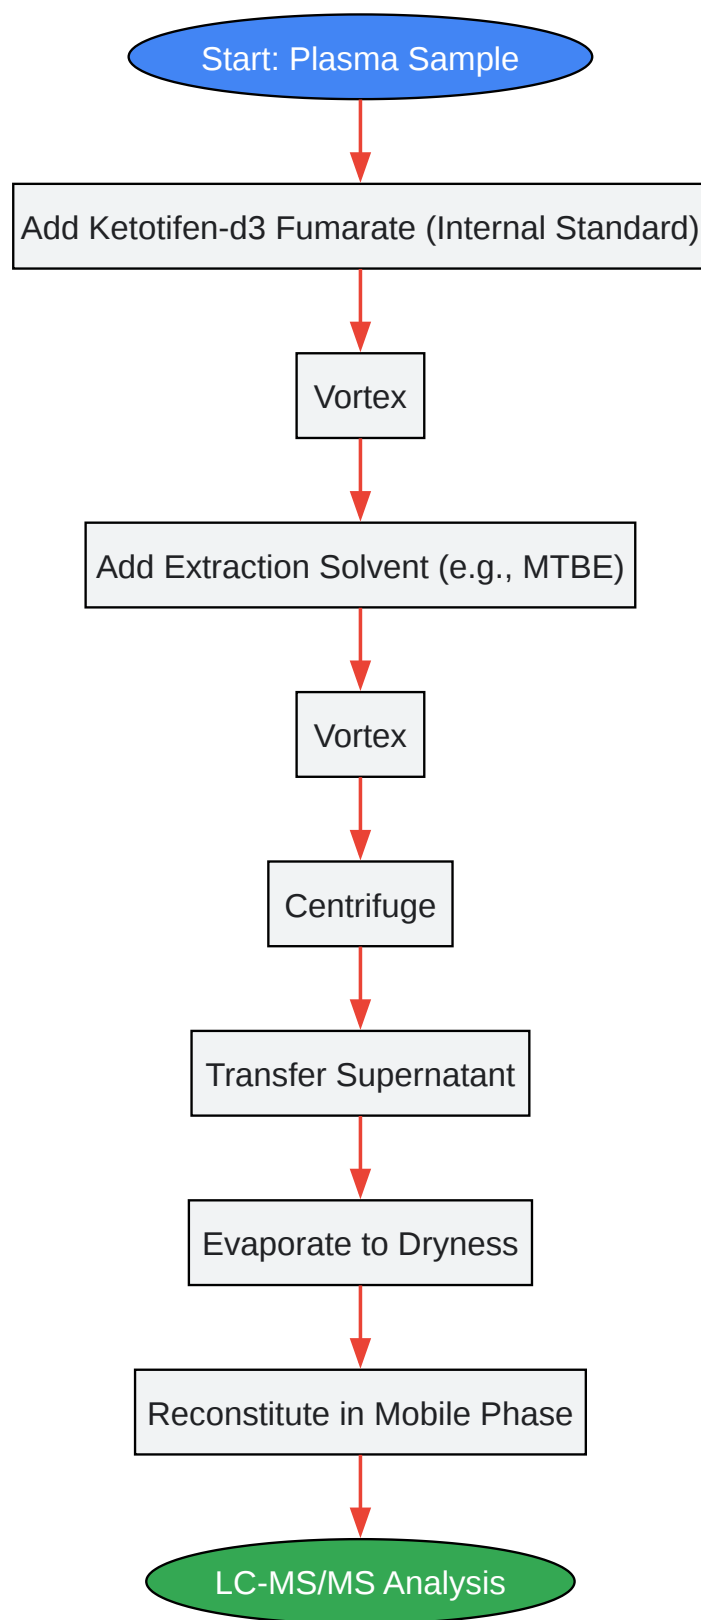 Start: Plasma Sample
Add Ketotifen-d3 Fumarate (Internal Standard)
Vortex
Add Extraction Solvent (e.g., MTBE)
Vortex
Centrifuge
Transfer Supernatant
Evaporate to Dryness
Reconstitute in Mobile Phase
LC-MS/MS Analysis